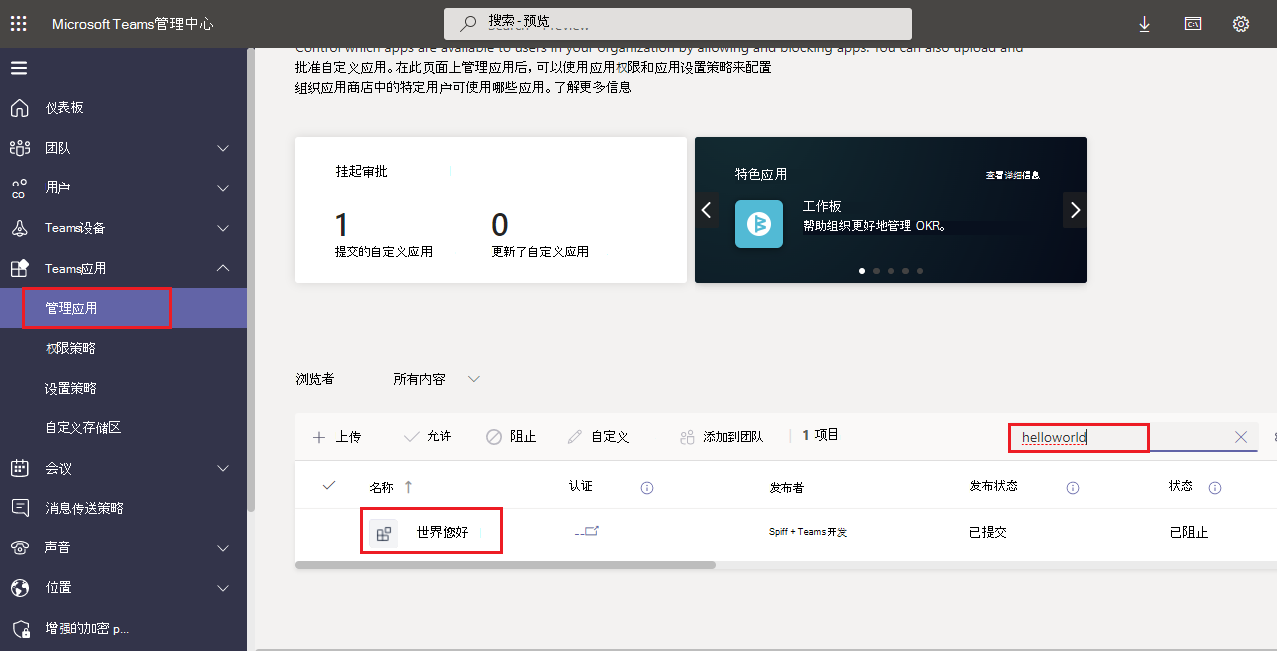 Microsoft Teams管理中心
搜索-预览
Control which apps are available to users in your organization by allowing and blocking apps. You can also upload and
批准自定义应用。在此页面上管理应用后，可以使用应用权限和应用设置策略来配置
组织应用商店中的特定用户可使用哪些应用。了解更多信息
仪表板
团队
用户
Teams设备
Teams应用
管理应用
权限策略
设置策略
自定义存储区
会议
消息传送策略
声音
位置
增强的加密 p...
挂起审批
1
提交的自定义应用
0
更新了自定义应用
特色应用
查看详细信息
工作板
帮助组织更好地管理 OKR。
浏览者
所有内容
上传
允许
阻止
自定义
添加到团队
1 项目
helloworld
名称
认证
发布者
发布状态
状态
世界您好
Spiff + Teams 开发
已提交
已阻止